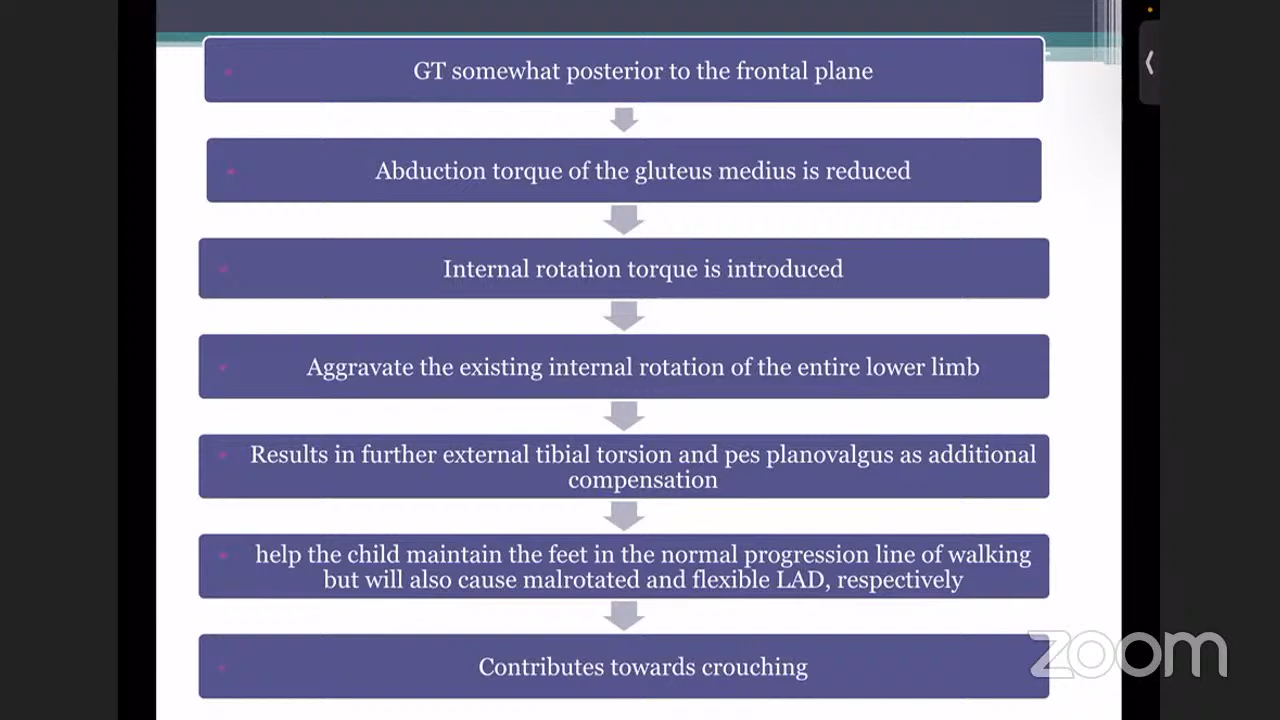 GT somewhat posterior to the frontal plane
Abduction torque of the gluteus medius is reduced
Internal rotation torque is introduced
Aggravate the existing internal rotation of the entire lower limb
Results in further external tibial torsion and pes planovalgus as additional
compensation
help the child maintain the feet in the normal progression line of walking
but will also cause malrotated and flexible LAD, respectively
Contributes towards crouching
zoom